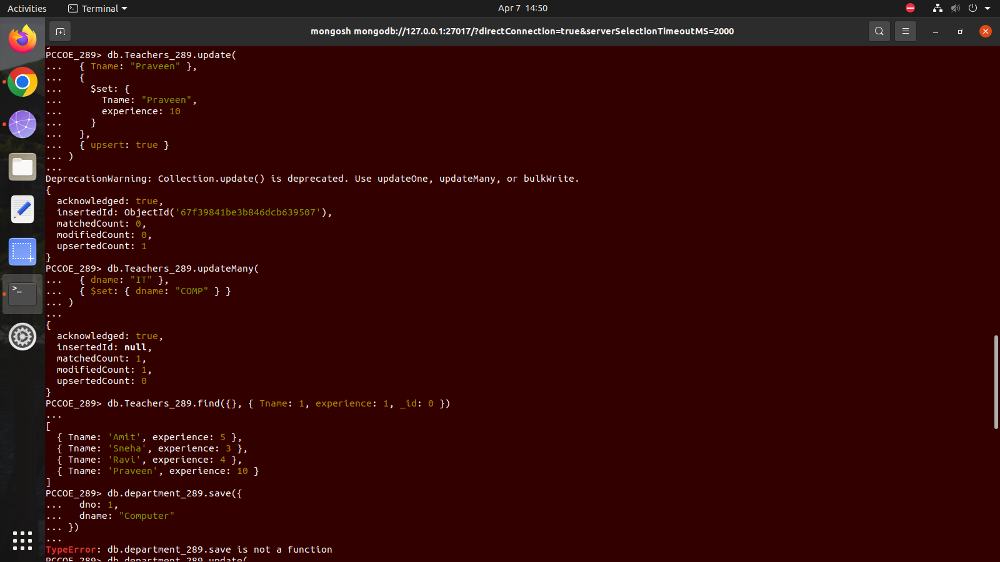 Activities
Terminal
Apr 7 14:50
mongosh mongodb://127.0.0.1:27017/?directConnection=true&serverSelectionTimeoutMS=2000
]
PCCOE_289> db.Teachers_289.update(
...   { Tname: "Praveen" },
...   {
...     $set: {
...       Tname: "Praveen",
...       experience: 10
...     }
...   },
...   { upsert: true }
... )
...
DeprecationWarning: Collection.update() is deprecated. Use updateOne, updateMany, or bulkWrite.
{
  acknowledged: true,
  insertedId: ObjectId('67f39841be3b846dcb639507'),
  matchedCount: 0,
  modifiedCount: 0,
  upsertedCount: 1
}
PCCOE_289> db.Teachers_289.updateMany(
...   { dname: "IT" },
...   { $set: { dname: "COMP" } }
... )
...
{
  acknowledged: true,
  insertedId: null,
  matchedCount: 1,
  modifiedCount: 1,
  upsertedCount: 0
}
PCCOE_289> db.Teachers_289.find({}, { Tname: 1, experience: 1, _id: 0 })
...
[
  { Tname: 'Amit', experience: 5 },
  { Tname: 'Sneha', experience: 3 },
  { Tname: 'Ravi', experience: 4 },
  { Tname: 'Praveen', experience: 10 }
]
PCCOE_289> db.department_289.save({
...   dno: 1,
...   dname: "Computer"
... })
...
TypeError: db.department_289.save is not a function
PCCOE_289> db.department_289.update(